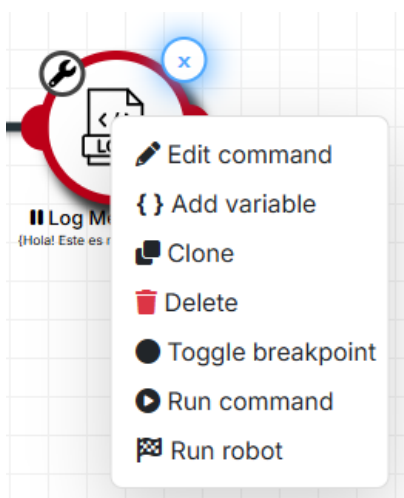 x
</>
Edit command
{ } Add variable
Clone
Delete
Toggle breakpoint
Run command
Run robot
Log
{Hola! Este es